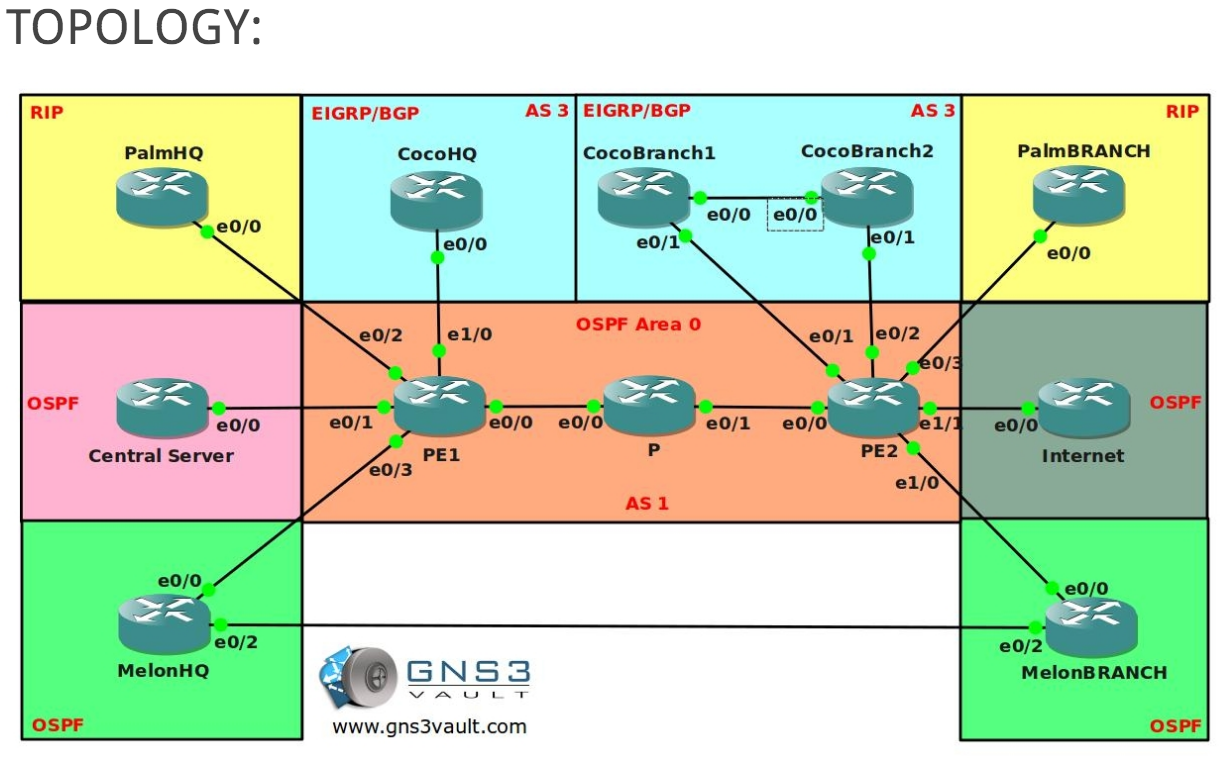 TOPOLOGY:
RIP
EIGRP/BGP
AS 3
EIGRP/BGP
AS 3
RIP
PalmHQ
CocoHQ
CocoBranch1
CocoBranch2
PalmBRANCH
e0/0
e0/0
e0/0
e0/0
e0/1
e0/1
e0/0
OSPF Area 0
e0/2
e1/0
e0/1
e0/2
e0/3
OSPF
OSPF
e0/0
e0/1
e0/0
e0/0
e0/1
e0/0
e1/1
e0/0
Central Server
PE1
P
PE2
Internet
e0/3
e1/0
AS 1
e0/0
e0/0
e0/2
e0/2
MelonHQ
MelonBRANCH
GNS3
VAULT
www.gns3vault.com
OSPF
OSPF